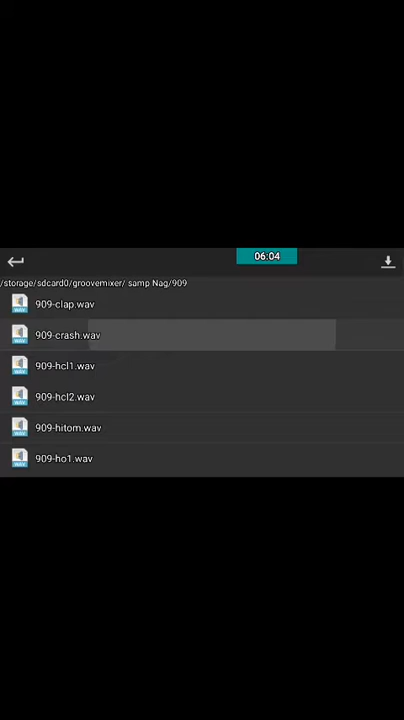 06:04
/storage/sdcard0/groovemixer/ samp Nag/909
909-clap.wav
909-crash.wav
909-hcl1.wav
909-hcl2.wav
909-hitom.wav
909-ho1.wav